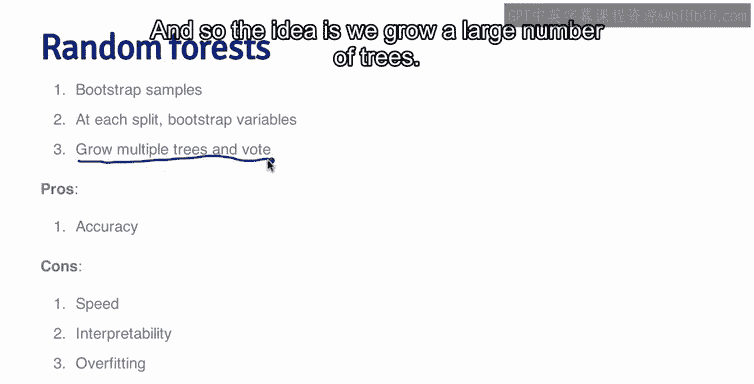 And so the idea is we grow a large number
of trees.
Random forests
1. Bootstrap samples
2. At each split, bootstrap variables
3. Grow multiple trees and vote
Pros:
1. Accuracy
Cons:
1. Speed
2. Interpretability
3. Overfitting